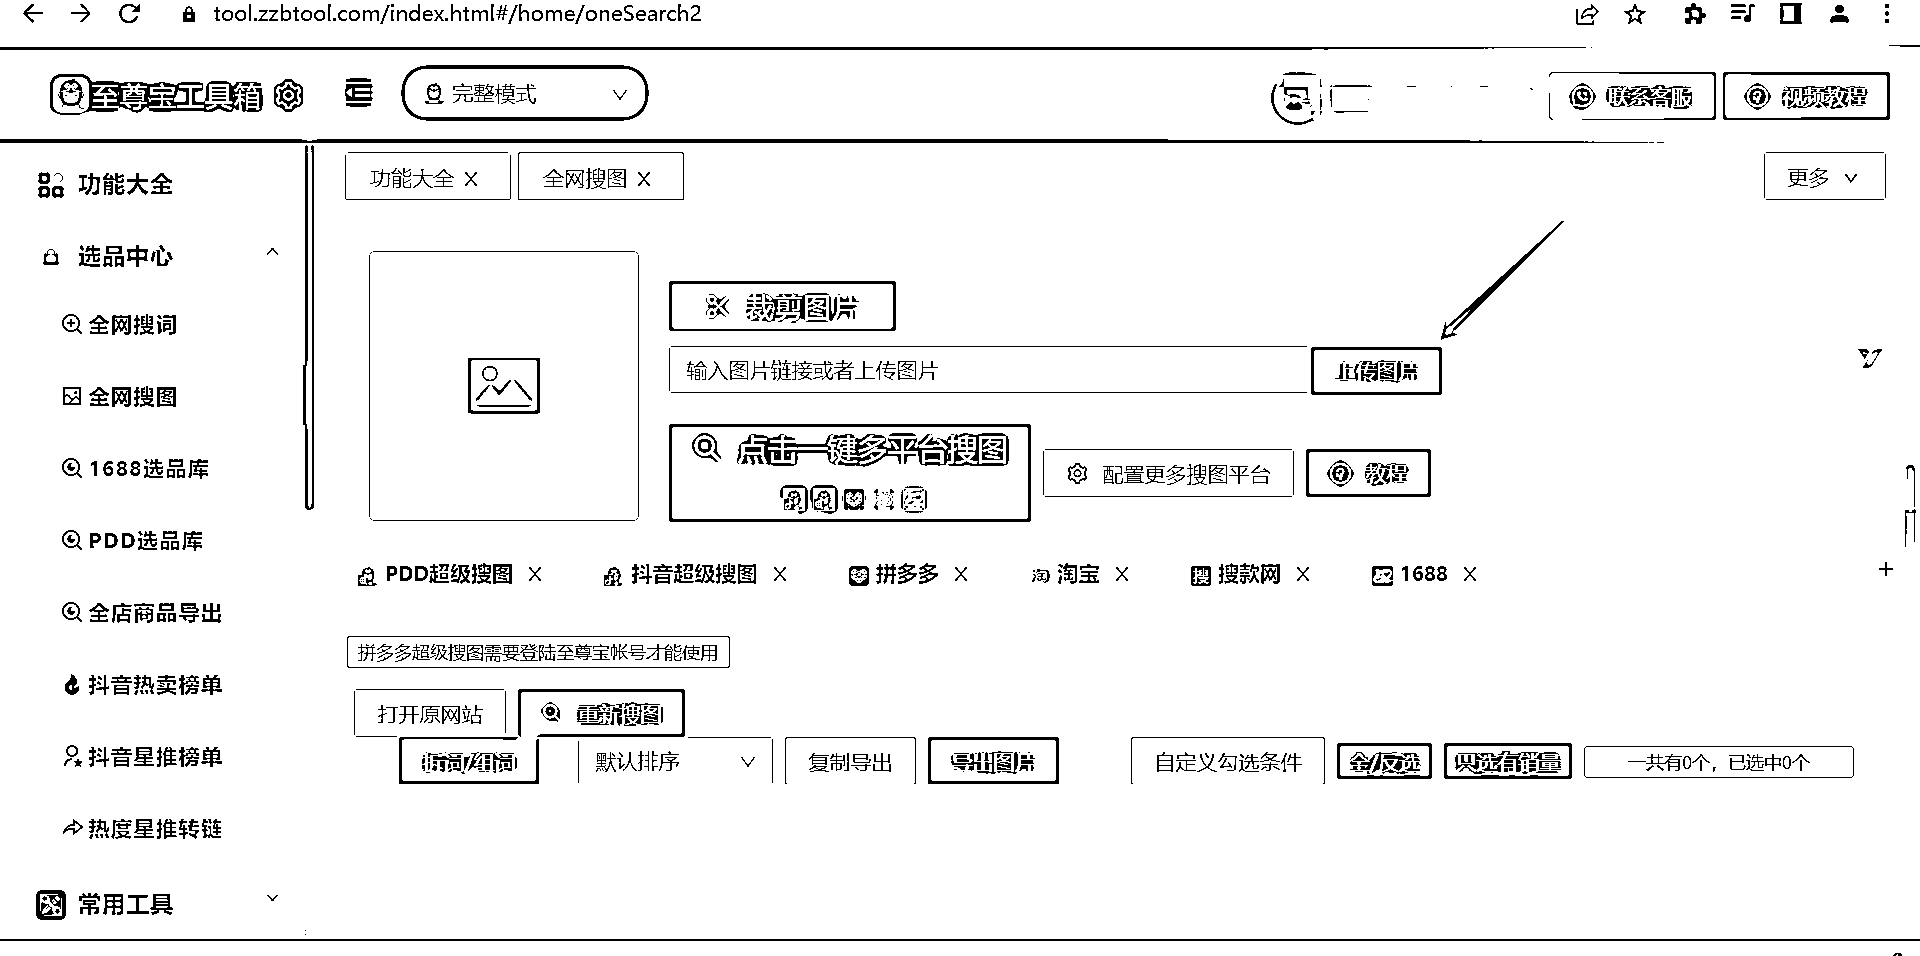 tool.zzbtool.com/index.html#/home/oneSearch2
至尊宝工具箱
完整模式
联系客服
视频教程
功能大全
选品中心
全网搜词
全网搜图
1688选品库
PDD选品库
全店商品导出
抖音热卖榜单
抖音星推榜单
热度星推转链
常用工具
功能大全 X
全网搜图 X
更多
裁剪图片
输入图片链接或者上传图片
上传图片
点击一键多平台搜图
配置更多搜图平台
教程
PDD超级搜图 X
抖音超级搜图 X
拼多多 X
淘 淘宝 X
搜 搜款网 X
1688 X
+
拼多多超级搜图需要登陆至尊宝帐号才能使用
打开原网站
重新搜图
默认排序
复制导出
导出图片
自定义勾选条件
全/反选
只选有销量
一共有0个，已选中0个